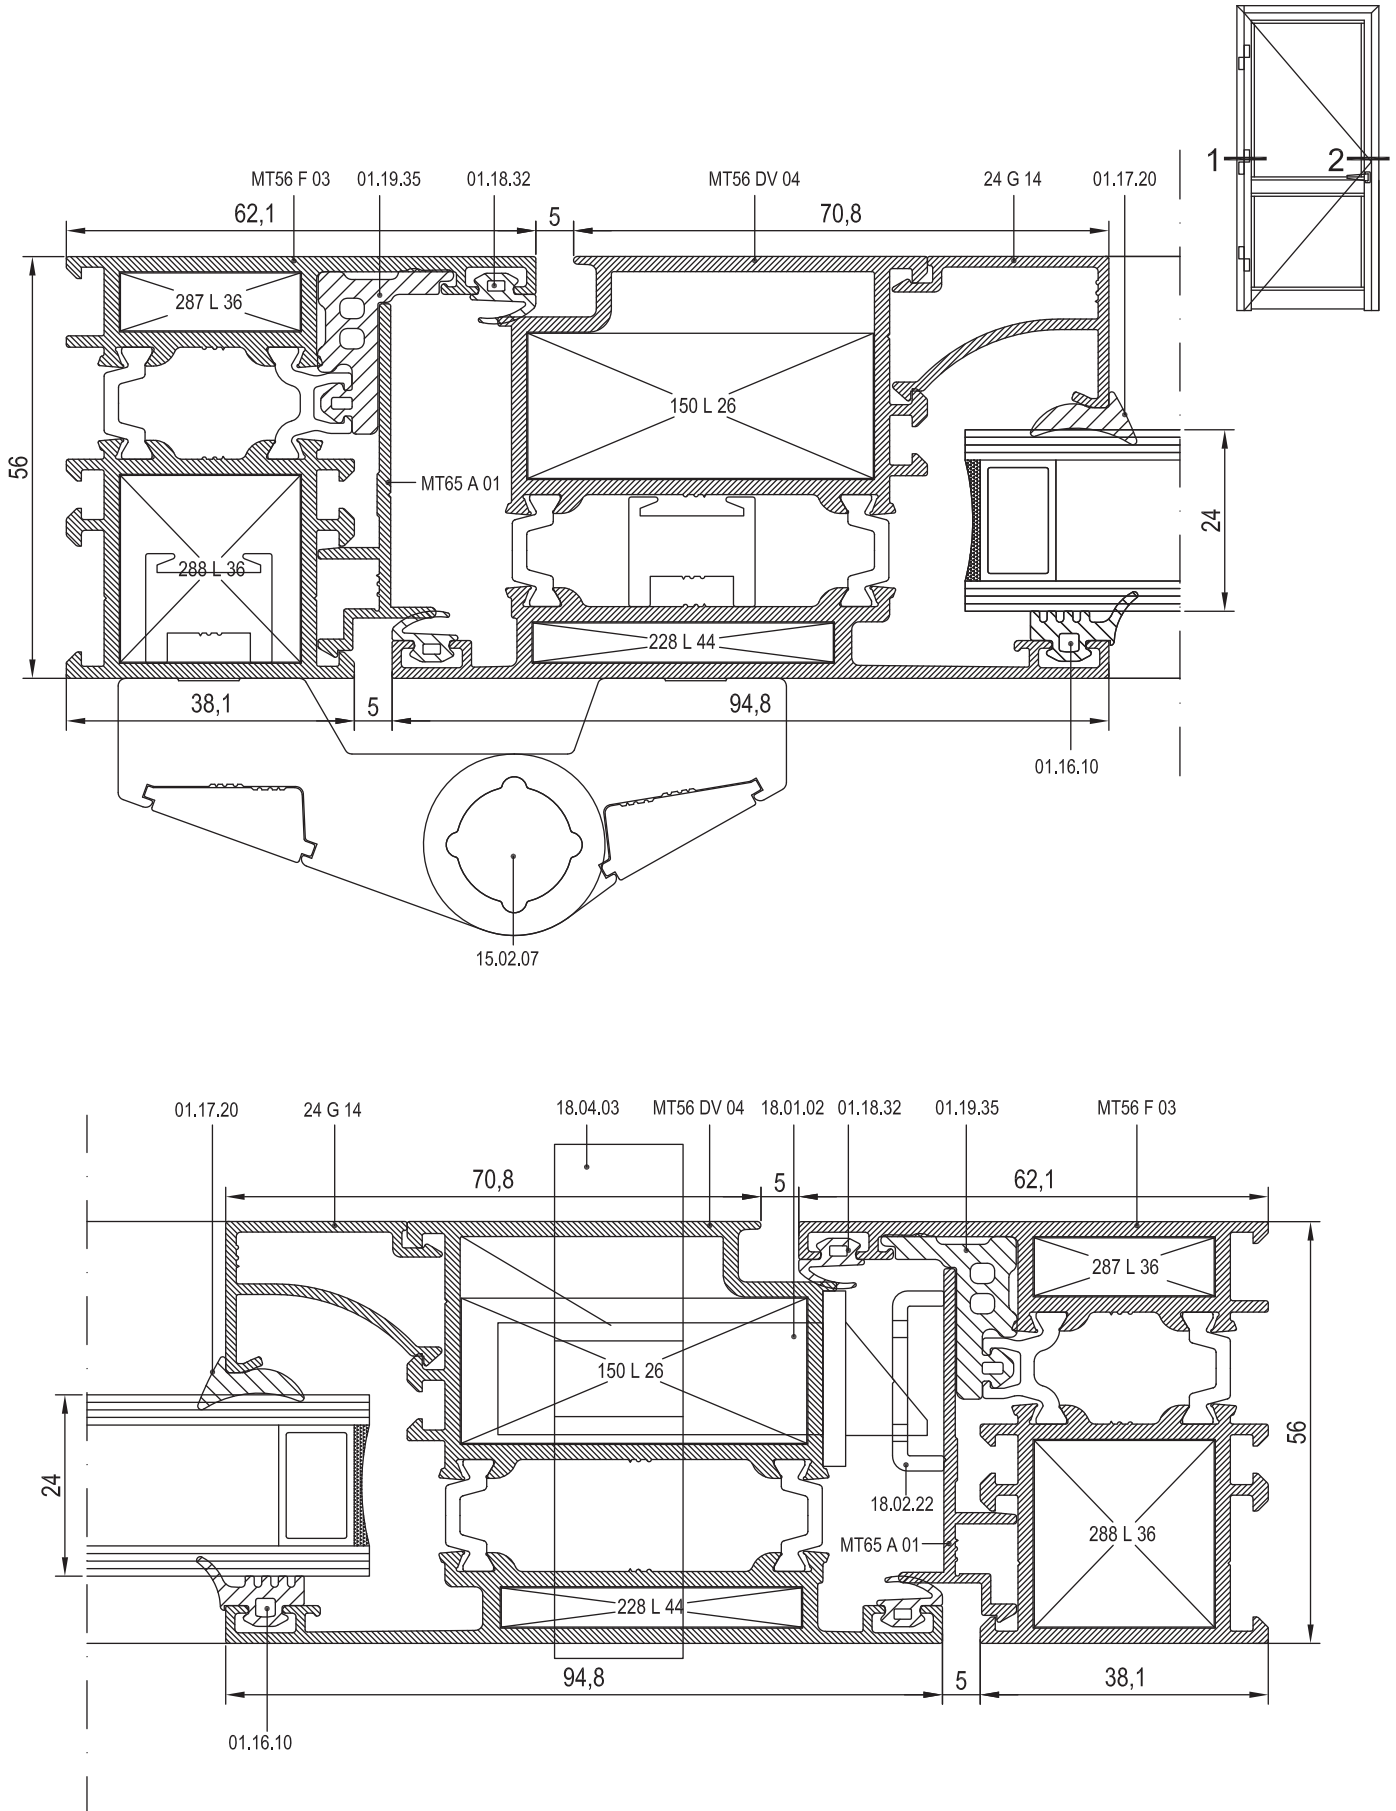 1 2
MT56 F 03 01.19.35 01.18.32 MT56 DV 04 24 G 14 01.17.20
62,1 5 70,8
287 L 36
150 L 26
56 MT65 A 01 24
288 L 36
228 L 44
38,1 5 94,8
01.16.10
15.02.07
01.17.20 24 G 14 18.04.03 MT56 DV 04 18.01.02 01.18.32 01.19.35 MT56 F 03
70,8 5 62,1
287 L 36
150 L 26
24 18.02.22 56
MT65 A 01 288 L 36
228 L 44
94,8 5 38,1
01.16.10